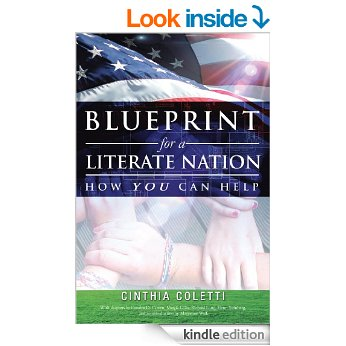 Look inside
BLUEPRINT
for a
LITERATE NATION
HOW YOU CAN HELP
CINTHIA COLETTI
kindle edition